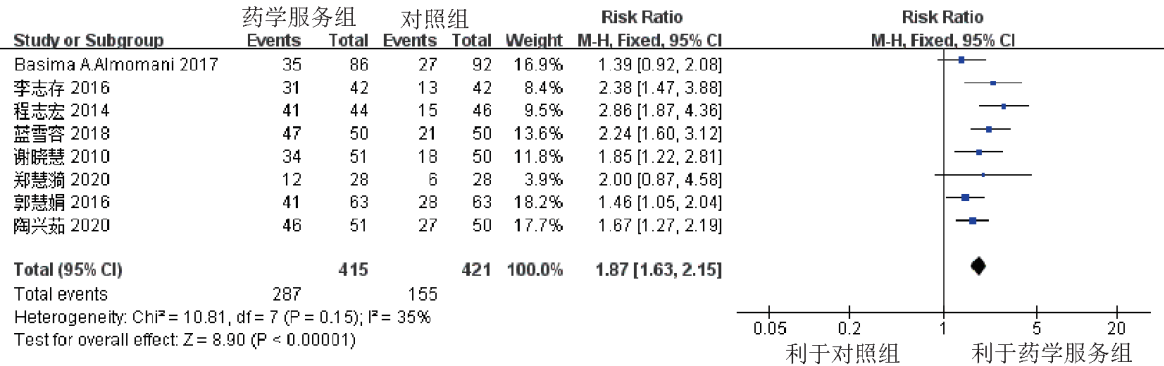 药学服务组 对照组 Risk Ratio Risk Ratio
Study or Subgroup Events Total Events Total Weight M-H, Fixed, 95% CI M-H, Fixed, 95% CI
Basima A.Almomani 2017 35 86 27 92 16.9% 1.39 [0.92, 2.08]
李志存 2016 31 42 13 42 8.4% 2.38 [1.47, 3.88]
程志宏 2014 41 44 15 46 9.5% 2.86 [1.87, 4.36]
蓝雪容 2018 47 50 21 50 13.6% 2.24 [1.60, 3.12]
谢晓慧 2010 34 51 18 50 11.8% 1.85 [1.22, 2.81]
郑慧漪 2020 12 28 6 28 3.9% 2.00 [0.87, 4.58]
郭慧娟 2016 41 63 28 63 18.2% 1.46 [1.05, 2.04]
陶兴茹 2020 46 51 27 50 17.7% 1.67 [1.27, 2.19]
Total (95% CI) 415 421 100.0% 1.87 [1.63, 2.15]
Total events 287 155
Heterogeneity: Chi² = 10.81, df = 7 (P = 0.15); I² = 35%
Test for overall effect: Z = 8.90 (P < 0.00001)
0.05 0.2 1 5 20
利于对照组 利于药学服务组